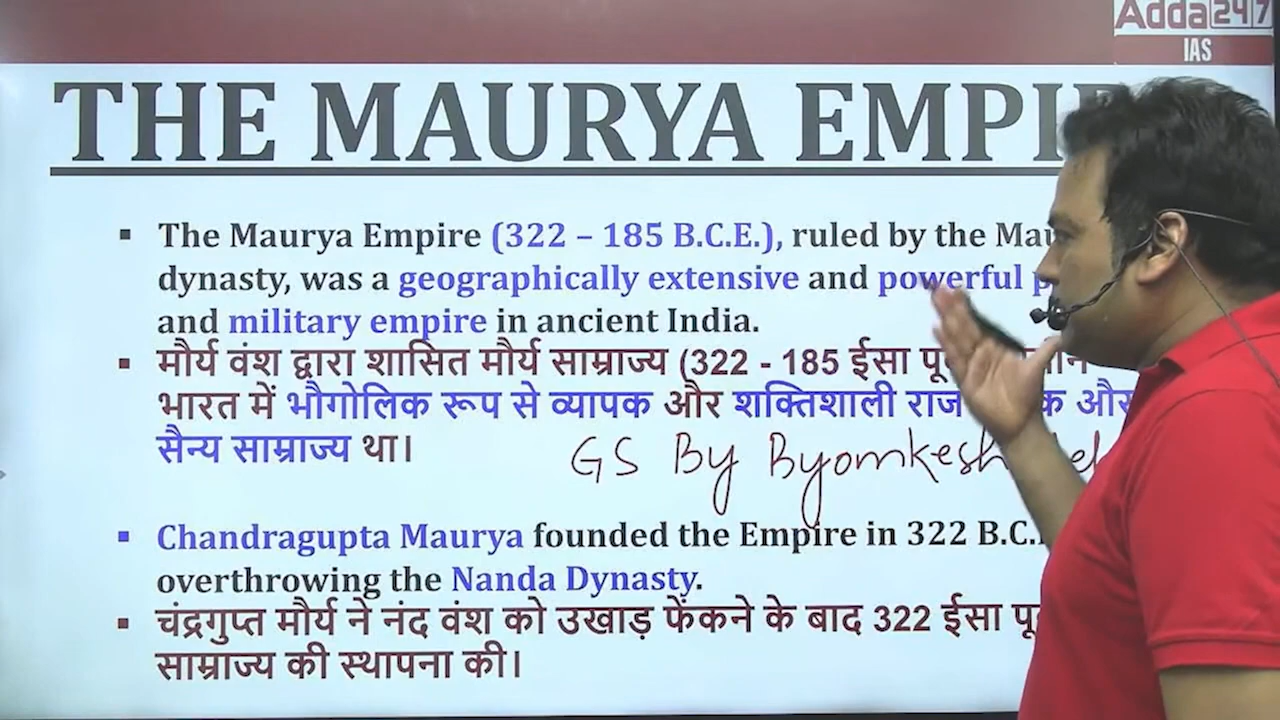 Adda247
IAS
THE MAURYA
The Maurya Empire (322 – 185 B.C.E.), ruled by the
dynasty, was a geographically extensive and powerful
and military empire in ancient India.
मौर्य वंश द्वारा शासित मौर्य साम्राज्य (322 - 185 ईसा
भारत में भौगोलिक रूप से व्यापक और शक्तिशाली
सैन्य साम्राज्य था।
GS By Byomkesh
Chandragupta Maurya founded the Empire in 322
overthrowing the Nanda Dynasty.
चंद्रगुप्त मौर्य ने नंद वंश को उखाड़ फेंकने के बाद 322 ईसा
साम्राज्य की स्थापना की।